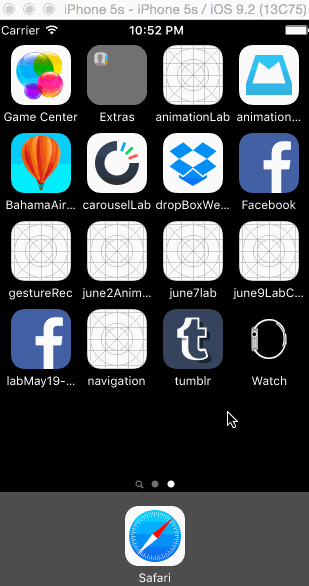 iPhone 5s - iPhone 5s / iOS 9.2 (13C75)
Carrier 10:52 PM
Game Center Extras animationLab animation...
BahamaAir... carouselLab dropBoxWe... Facebook
gestureRec june2Anim... june7lab june9LabC...
labMay19-... navigation tumblr Watch
Safari